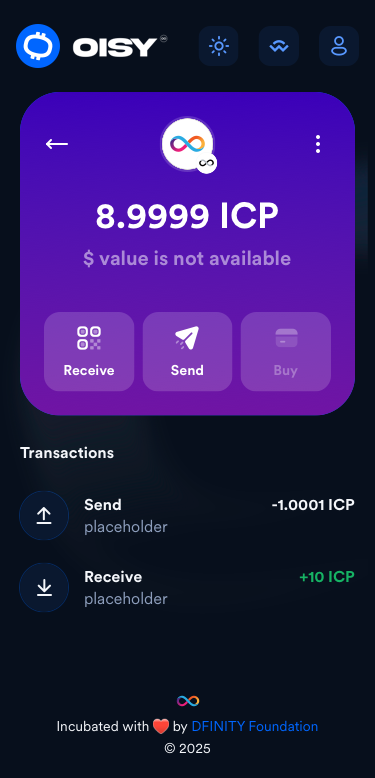 OISY
8.9999 ICP
$ value is not available
Receive
Send
Buy
Transactions
Send
-1.0001 ICP
placeholder
Receive
+10 ICP
placeholder
Incubated with ❤️ by DFINITY Foundation
© 2025